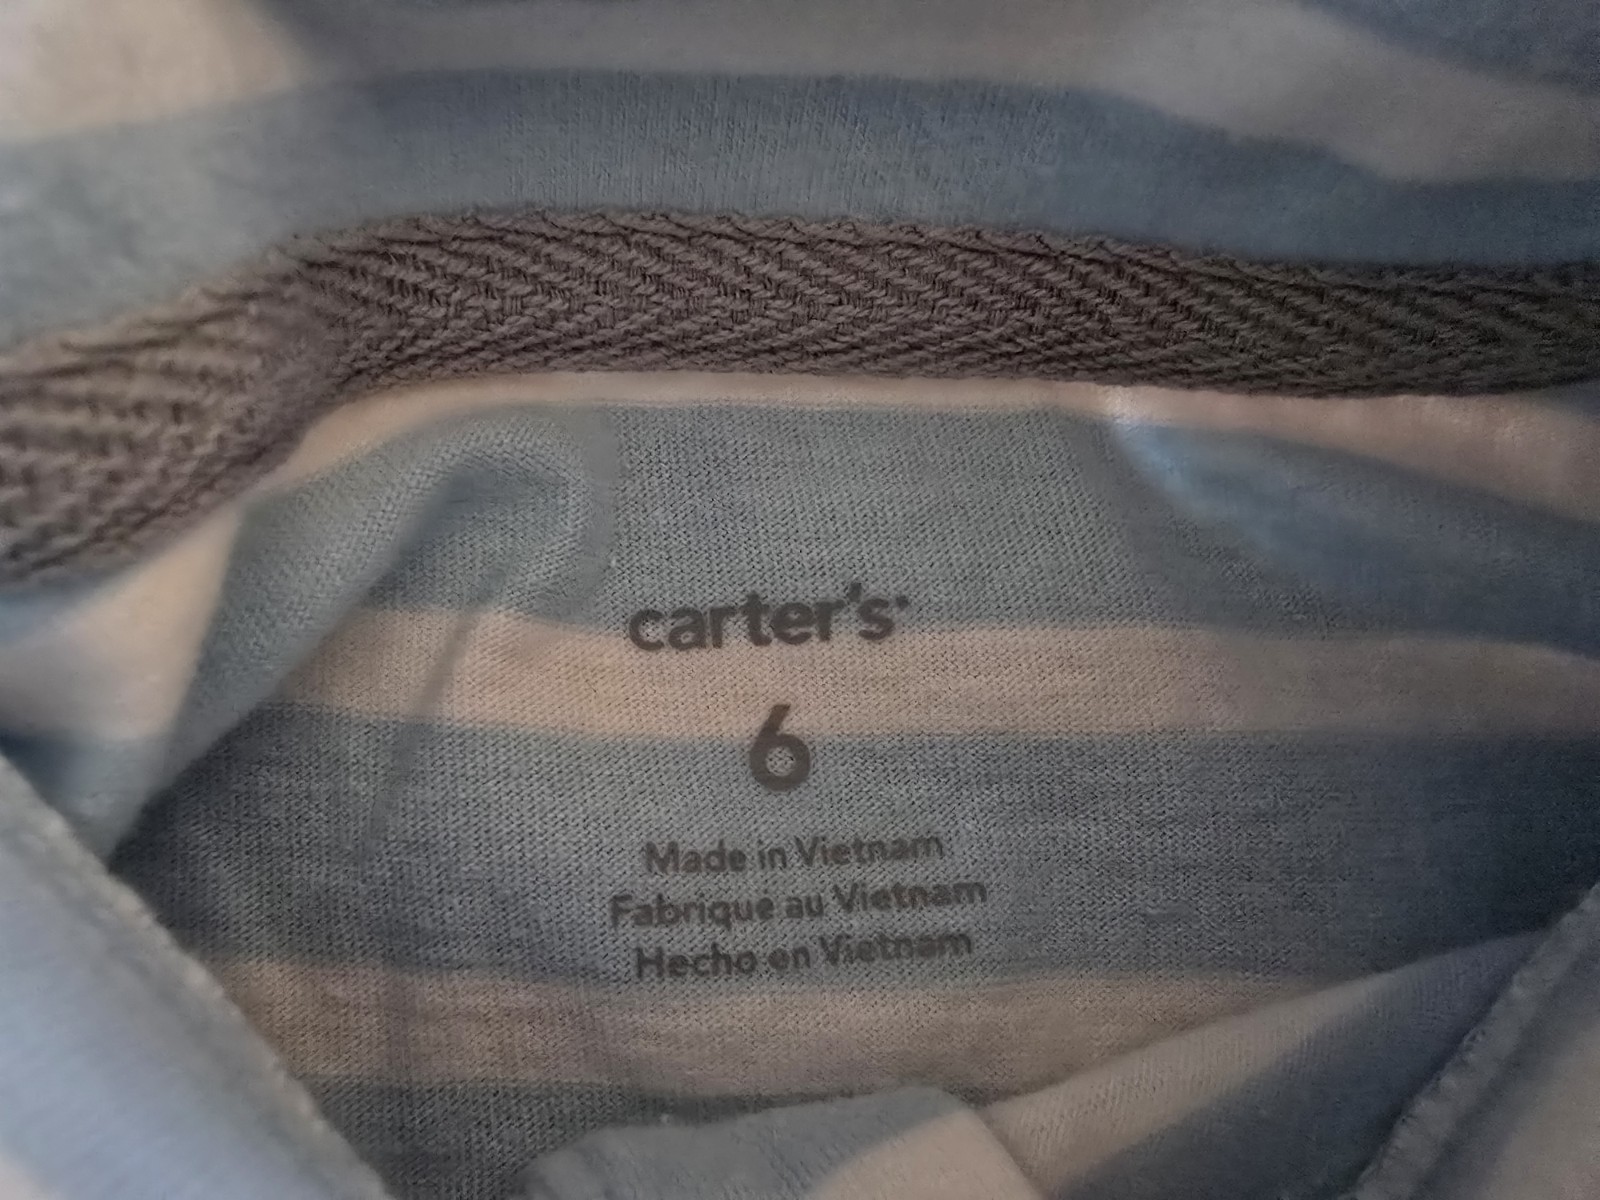 carter's
6
Made in Vietnam
Fabrique au Vietnam
Hecho en Vietnam